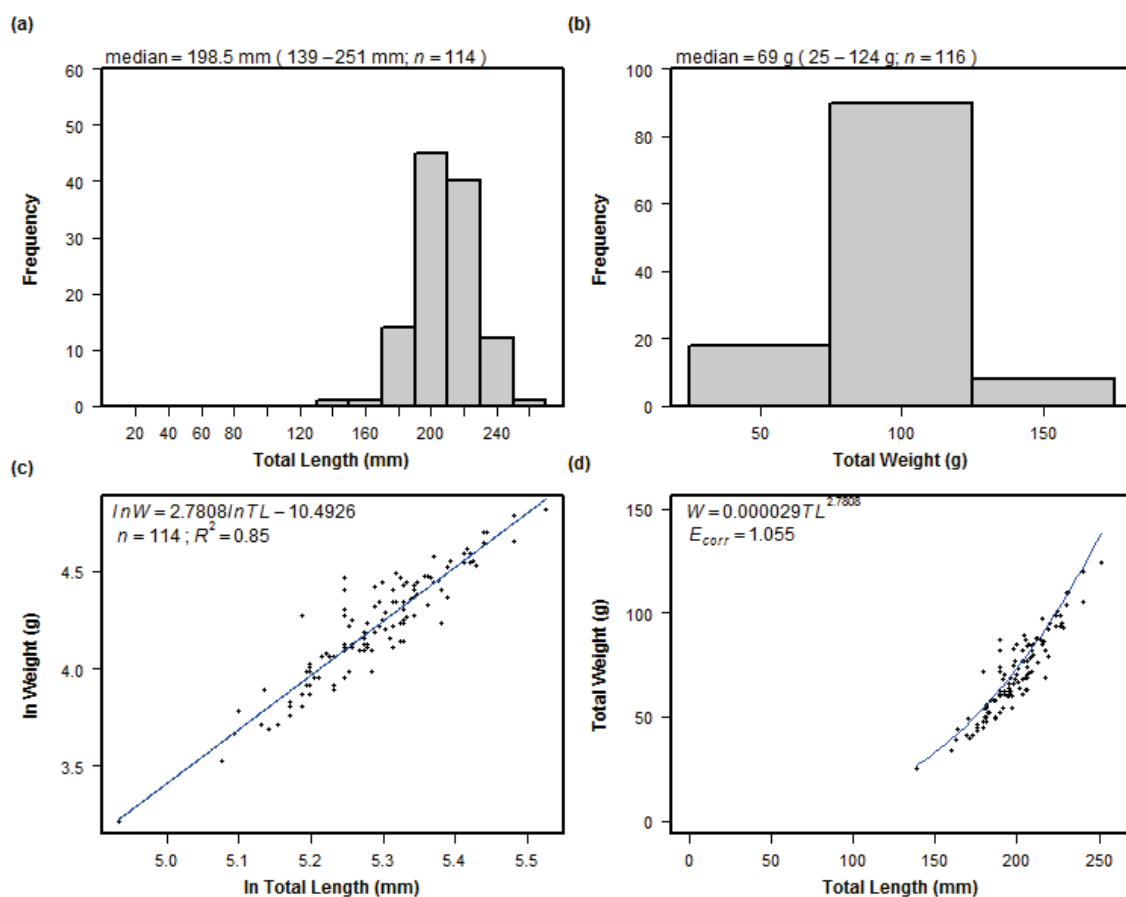 (a)
median = 198.5 mm ( 139 – 251 mm; n = 114 )
60
50
40
30
20
10
0
Frequency
20 40 60 80 120 160 200 240
Total Length (mm)
(b)
median = 69 g ( 25 – 124 g; n = 116 )
100
80
60
40
20
0
Frequency
50 100 150
Total Weight (g)
(c)
lnW = 2.7808lnTL – 10.4926
n = 114 ; R² = 0.85
4.5
4.0
3.5
ln Weight (g)
5.0 5.1 5.2 5.3 5.4 5.5
ln Total Length (mm)
(d)
W = 0.000029TL^2.7808
E_corr = 1.055
150
100
50
0
Total Weight (g)
0 50 100 150 200 250
Total Length (mm)